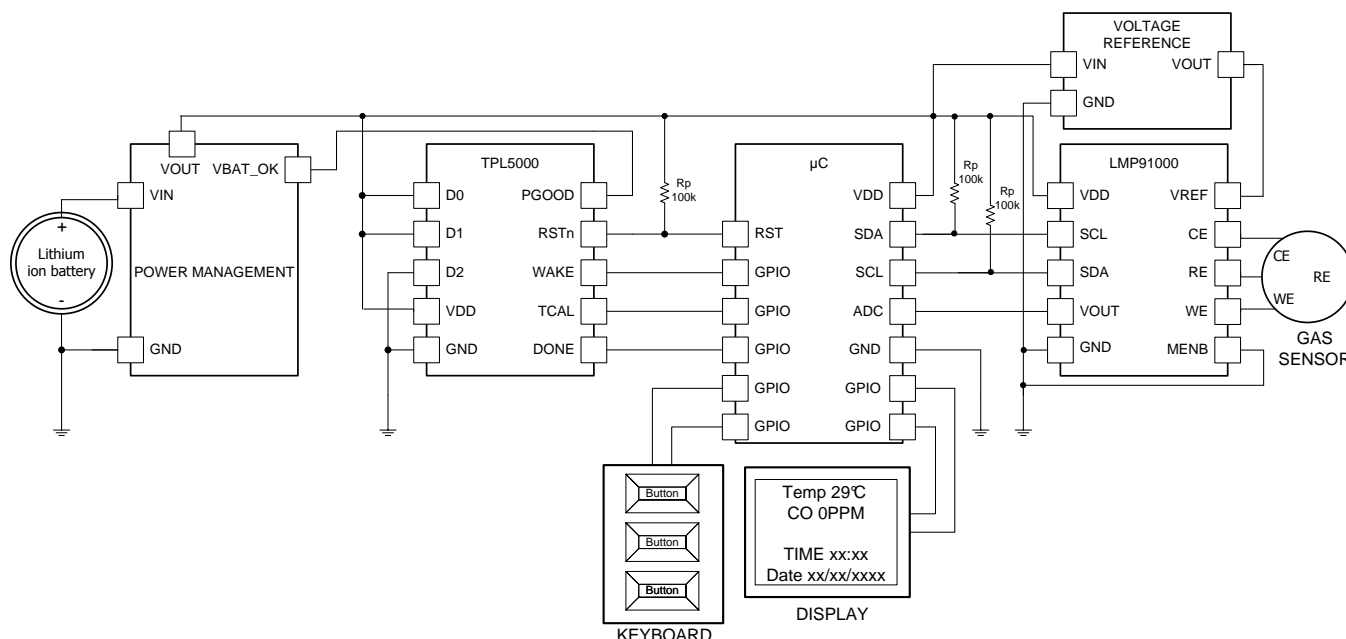 VOLTAGE
REFERENCE
VIN
VOUT
GND
VOUT
VBAT_OK
VIN
POWER MANAGEMENT
GND
+
Lithium
ion battery
-
TPL5000
D0
PGOOD
D1
RSTn
D2
WAKE
VDD
TCAL
GND
DONE
Rp
100k
µC
VDD
RST
SDA
GPIO
SCL
GPIO
ADC
GPIO
GND
GPIO
GPIO
GPIO
GPIO
Rp
100k
Rp
100k
LMP91000
VDD
VREF
SCL
CE
SDA
RE
VOUT
WE
GND
MENB
CE
RE
WE
GAS
SENSOR
Button
Button
Button
KEYBOARD
Temp 29°C
CO 0PPM
TIME xx:xx
Date xx/xx/xxxx
DISPLAY